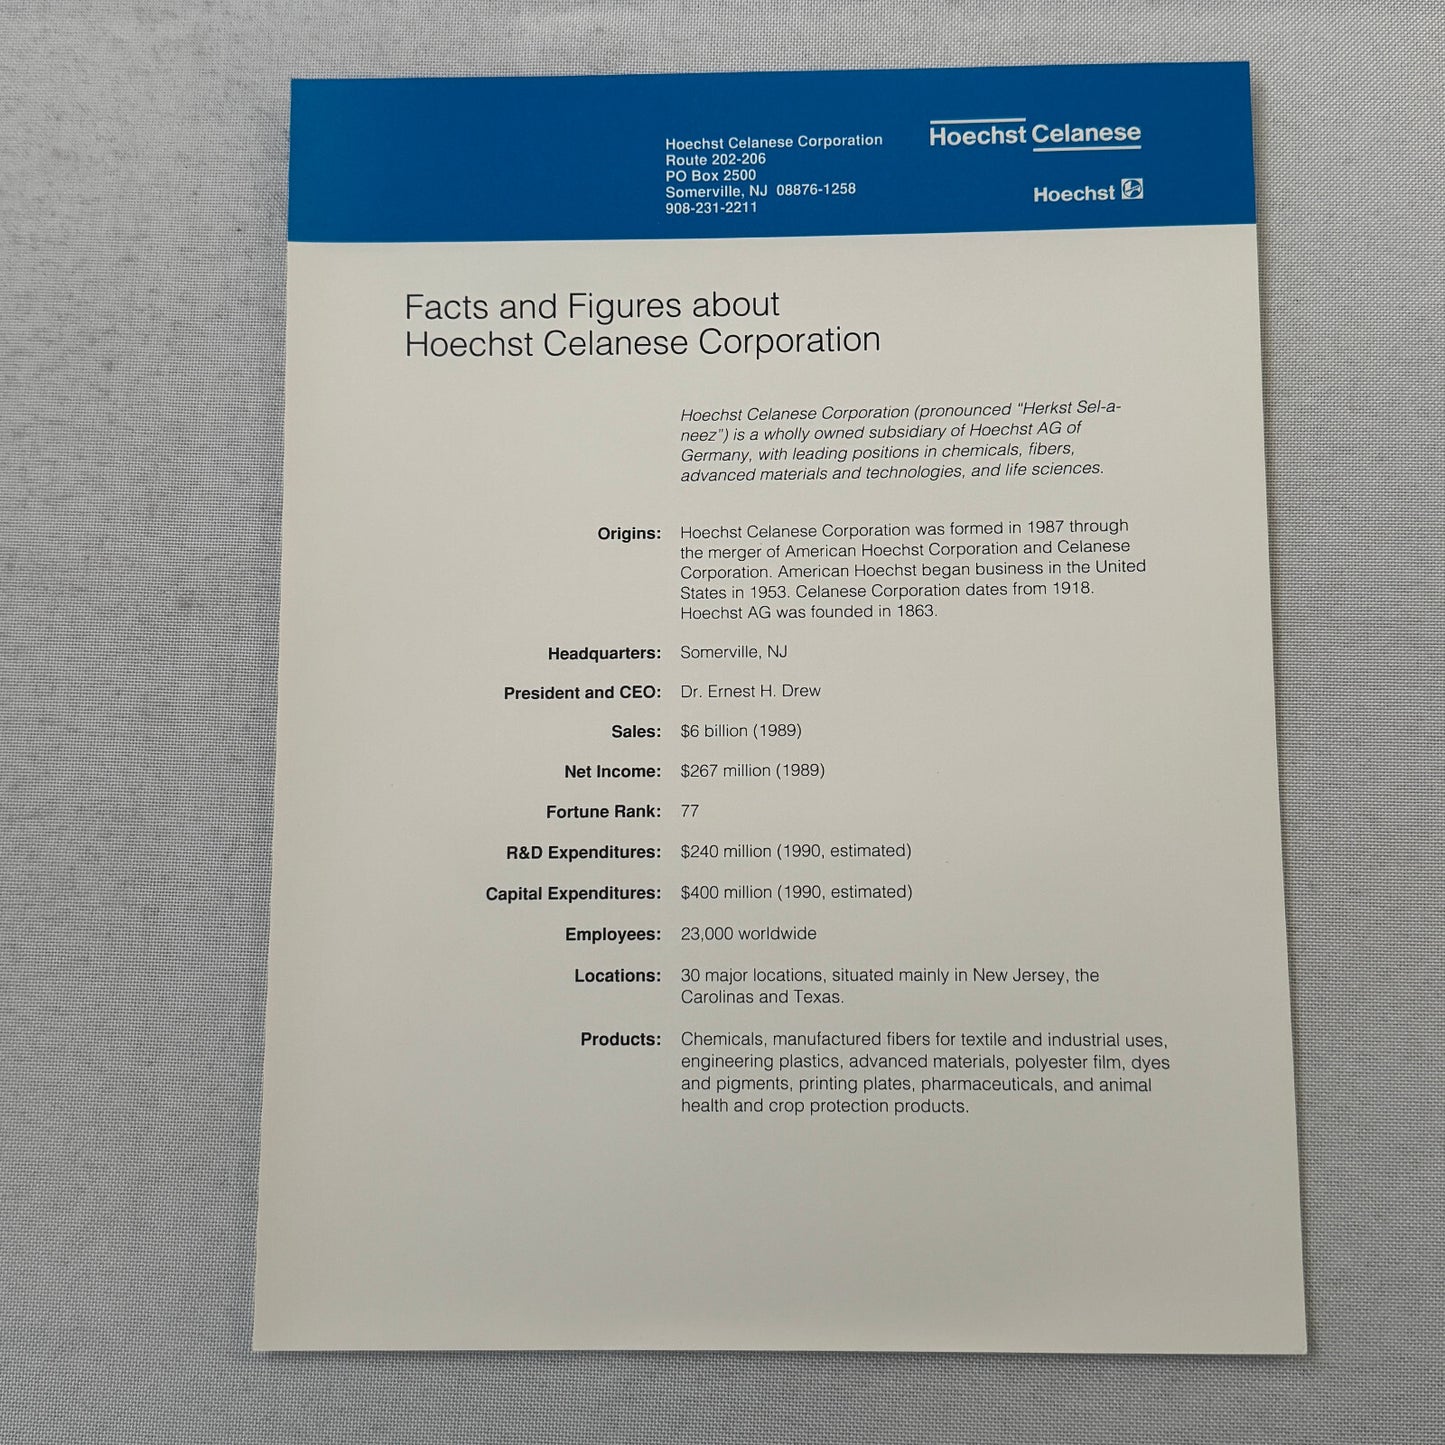 Hoechst Celanese Corporation
Route 202-206
PO Box 2500
Somerville, NJ 08876-1258
908-231-2211
Hoechst Celanese
Hoechst
Facts and Figures about
Hoechst Celanese Corporation
Hoechst Celanese Corporation (pronounced "Herkst Sel-a-
neez") is a wholly owned subsidiary of Hoechst AG of
Germany, with leading positions in chemicals, fibers,
advanced materials and technologies, and life sciences.
Origins: Hoechst Celanese Corporation was formed in 1987 through
the merger of American Hoechst Corporation and Celanese
Corporation. American Hoechst began business in the United
States in 1953. Celanese Corporation dates from 1918.
Hoechst AG was founded in 1863.
Headquarters: Somerville, NJ
President and CEO: Dr. Ernest H. Drew
Sales: $6 billion (1989)
Net Income: $267 million (1989)
Fortune Rank: 77
R&D Expenditures: $240 million (1990, estimated)
Capital Expenditures: $400 million (1990, estimated)
Employees: 23,000 worldwide
Locations: 30 major locations, situated mainly in New Jersey, the
Carolinas and Texas.
Products: Chemicals, manufactured fibers for textile and industrial uses,
engineering plastics, advanced materials, polyester film, dyes
and pigments, printing plates, pharmaceuticals, and animal
health and crop protection products.